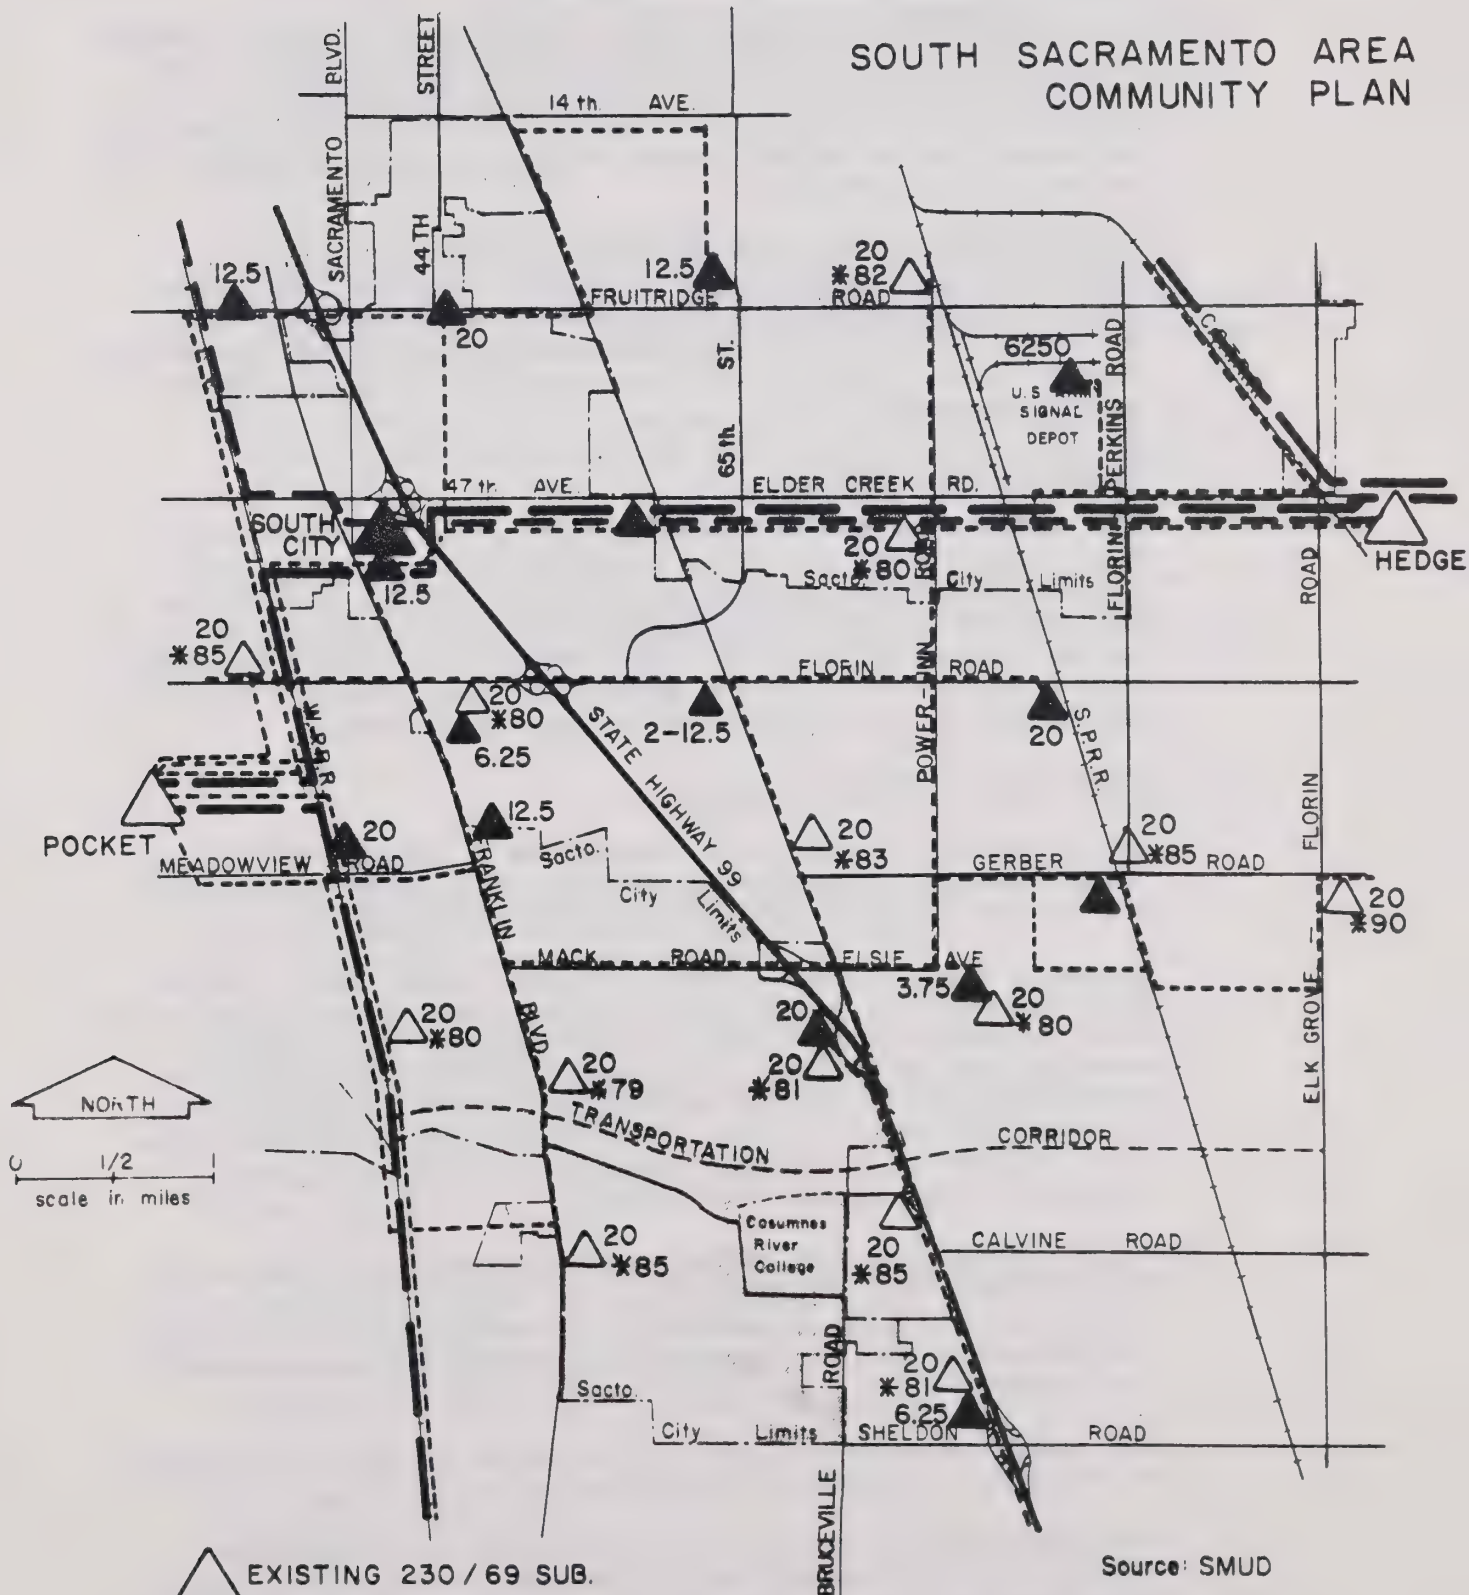 SOUTH SACRAMENTO AREA
COMMUNITY PLAN
BLVD.
STREET
14 th. AVE.
SACRAMENTO
44 TH
12.5
20
12.5
20
*82
FRUITRIDGE
ROAD
6250
U.S ARMY
SIGNAL
DEPOT
PERKINS ROAD
65th. ST.
47 th. AVE.
ELDER CREEK RD.
SOUTH
CITY
12.5
20
*80
ROAD
Sacto. City Limits
FLORIN
ROAD
HEDGE
20
*85
FLORIN ROAD
20
*80
6.25
STATE HIGHWAY 99
2-12.5
POWER-INN
20
S.P.R.R.
W.P.R.R.
POCKET
20
MEADOWVIEW ROAD
12.5
Sacto.
City
Limits
FRANKLIN
BLVD.
20
*83
GERBER ROAD
20
*85
FLORIN
20
*90
MACK ROAD
ELSIE AVE
3.75
20
*80
20
20
*81
20
*80
20
*79
ELK GROVE –
NORTH
0 1/2 1
scale in miles
TRANSPORTATION
CORRIDOR
Cosumnes
River
College
20
*85
CALVINE ROAD
20
*85
ROAD
20
*81
6.25
Sacto.
City Limits
SHELDON ROAD
BRUCEVILLE
EXISTING 230 / 69 SUB.
Source: SMUD